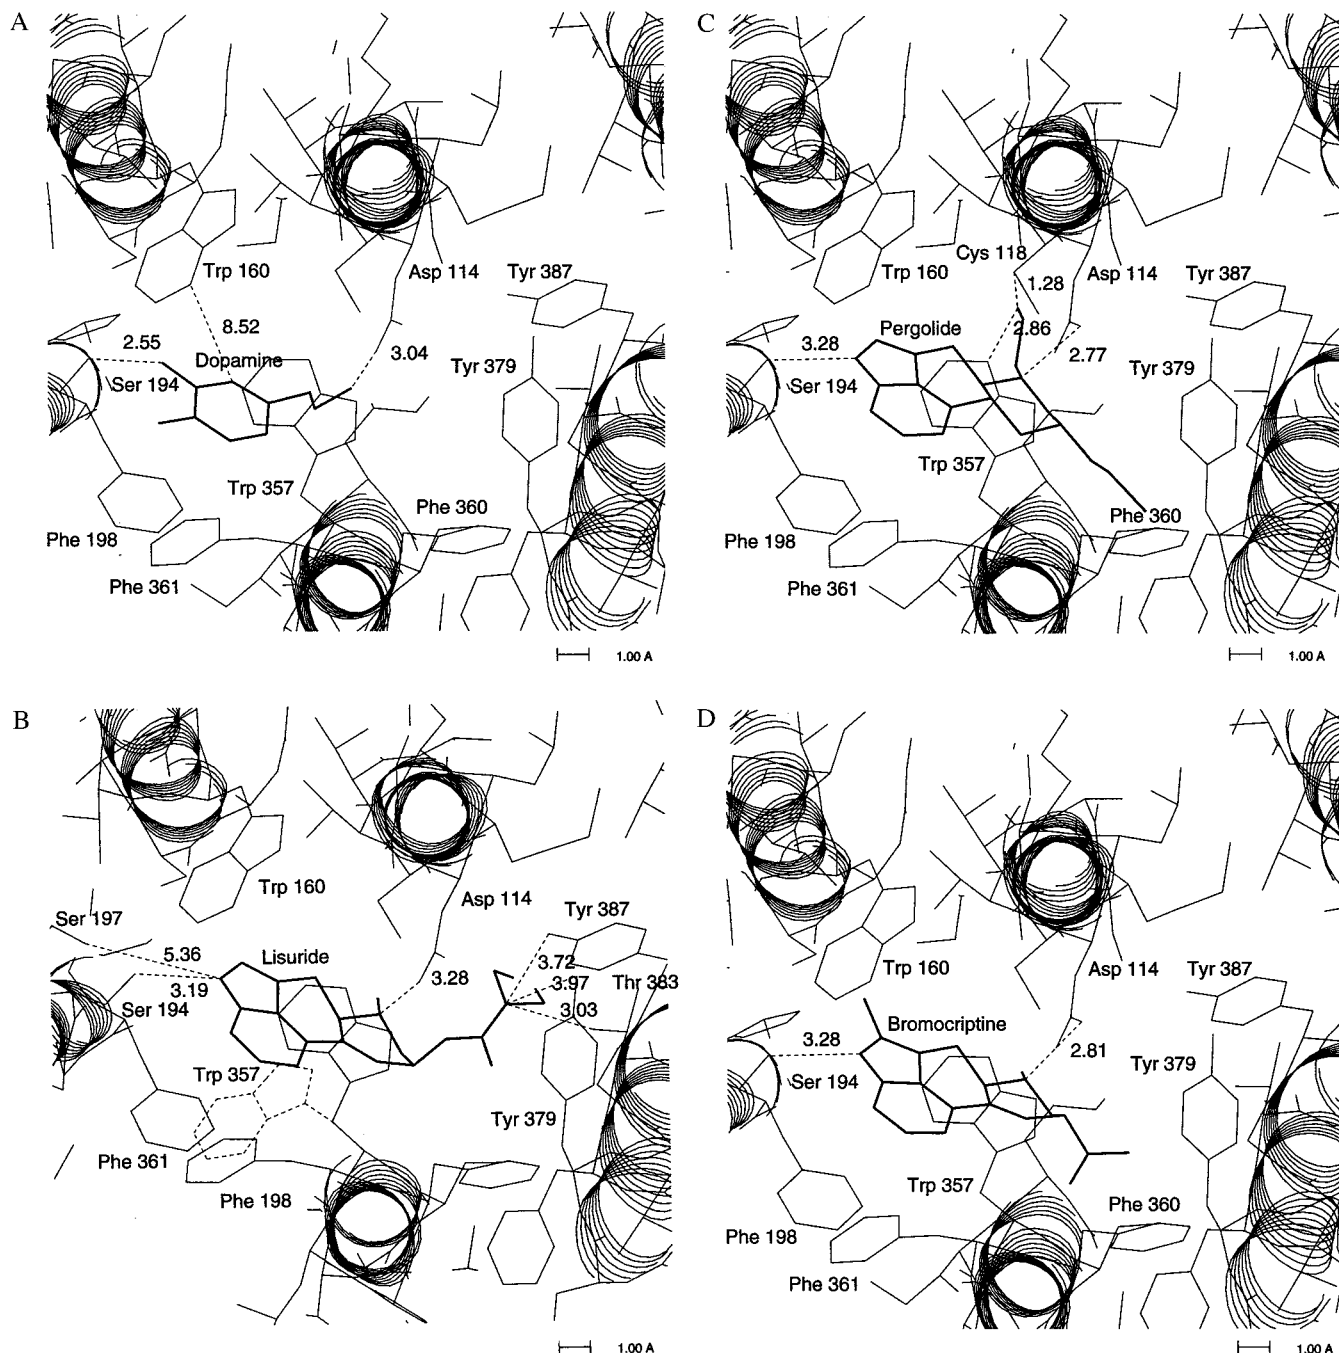 A
Trp 160
Asp 114
Tyr 387
8.52
2.55
Dopamine
3.04
Ser 194
Tyr 379
Trp 357
Phe 360
Phe 198
Phe 361
1.00 A
C
Cys 118
Trp 160
Asp 114
Tyr 387
1.28
Pergolide
2.86
3.28
2.77
Ser 194
Tyr 379
Trp 357
Phe 360
Phe 198
Phe 361
1.00 A
B
Trp 160
Asp 114
Ser 197
Tyr 387
5.36
Lisuride
3.72
3.28
3.97
Thr 383
3.19
Ser 194
3.03
Trp 357
Tyr 379
Phe 361
Phe 198
1.00 A
D
Trp 160
Asp 114
Tyr 387
Bromocriptine
3.28
2.81
Ser 194
Tyr 379
Trp 357
Phe 360
Phe 198
Phe 361
1.00 A